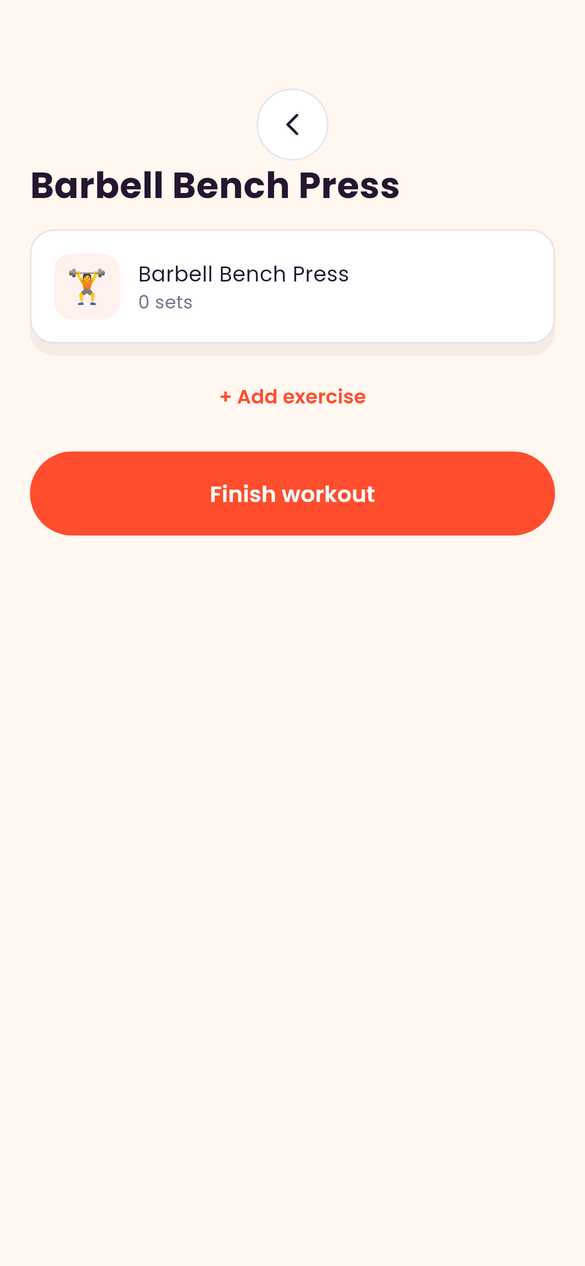 Barbell Bench Press
Barbell Bench Press
0 sets
+ Add exercise
Finish workout